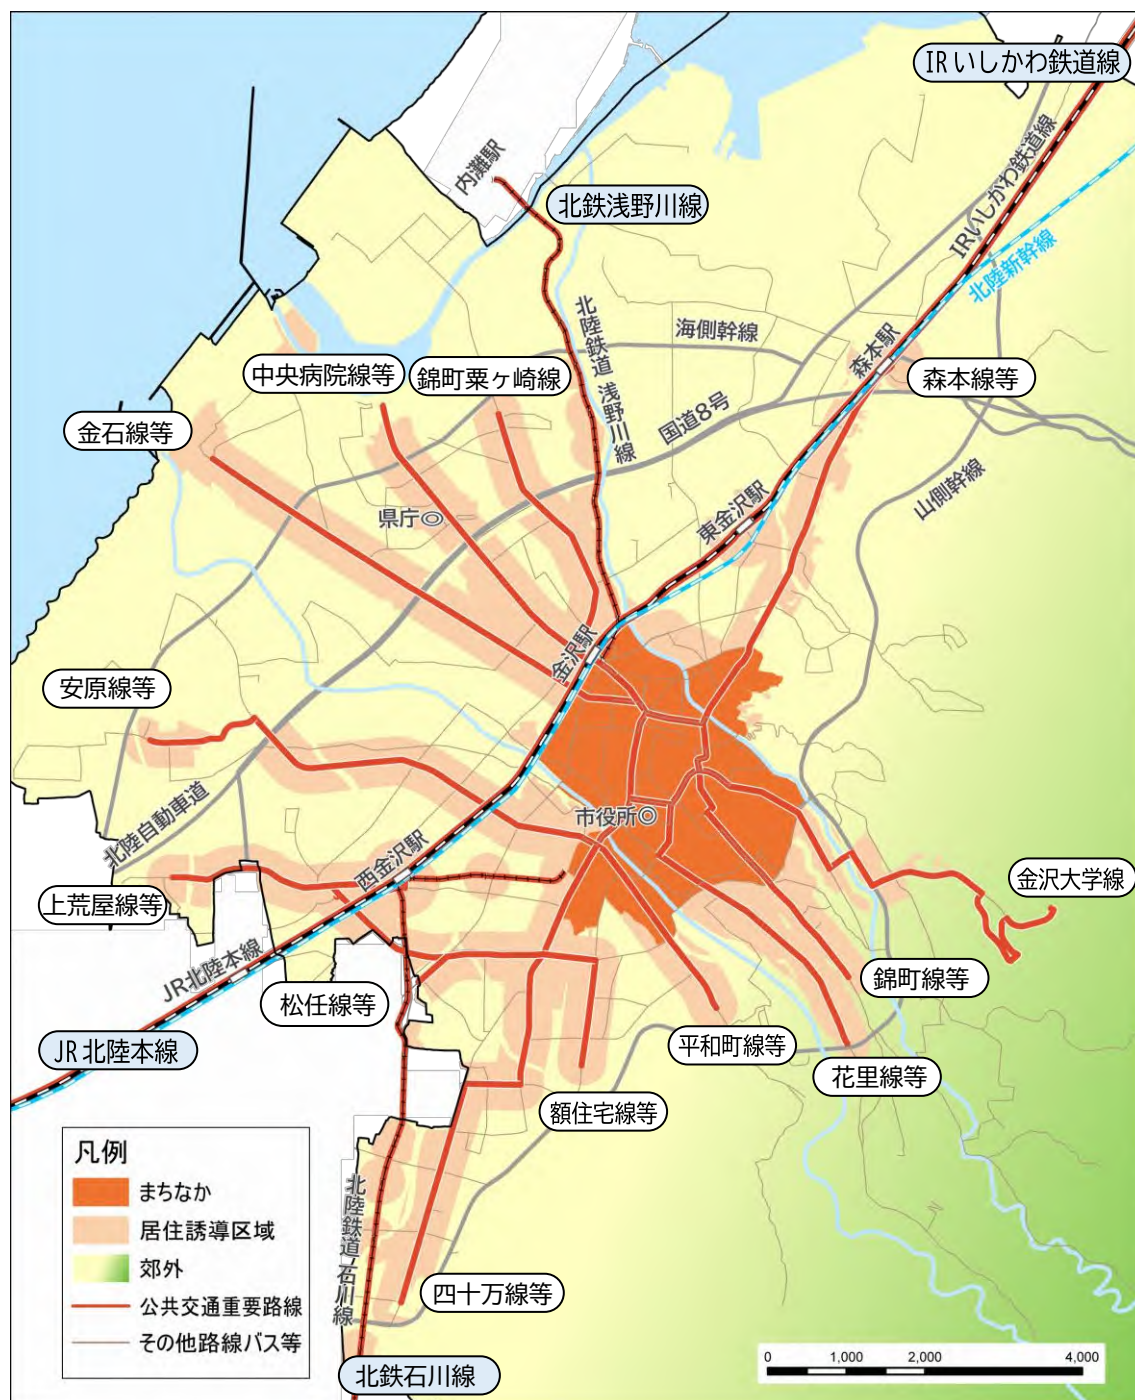 IRいしかわ鉄道線
内灘駅
北鉄浅野川線
IRいしかわ鉄道線
北陸新幹線
北陸鉄道 浅野川線
海側幹線
森本駅
中央病院線等
錦町粟ヶ崎線
森本線等
金石線等
国道8号
山側幹線
県庁◎
東金沢駅
金沢駅
安原線等
北陸自動車道
市役所◎
西金沢駅
上荒屋線等
金沢大学線
JR北陸本線
松任線等
錦町線等
JR北陸本線
平和町線等
花里線等
額住宅線等
凡例
まちなか
居住誘導区域
郊外
公共交通重要路線
その他路線バス等
北陸鉄道 石川線
四十万線等
北鉄石川線
0 1,000 2,000 4,000